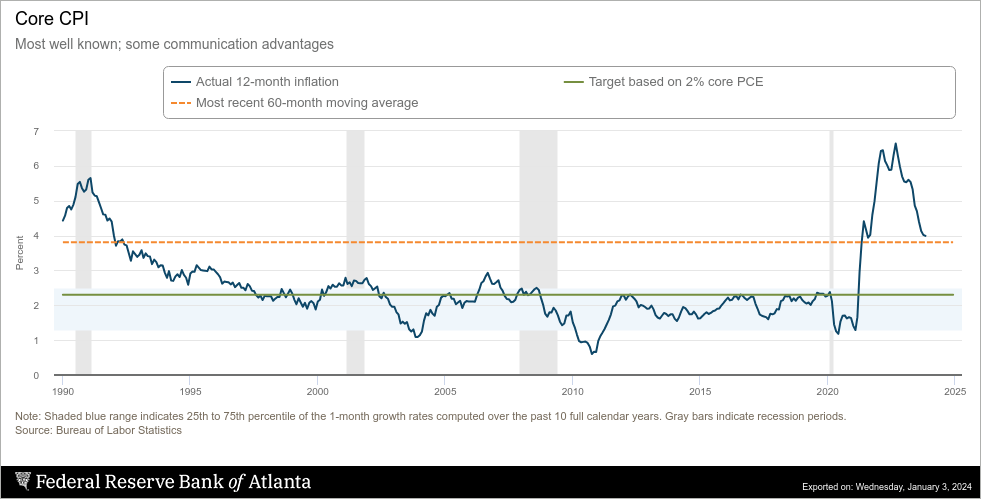 Core CPI
Most well known; some communication advantages
Actual 12-month inflation
Target based on 2% core PCE
Most recent 60-month moving average
7
6
5
4
3
2
1
0
Percent
1990 1995 2000 2005 2010 2015 2020 2025
Note: Shaded blue range indicates 25th to 75th percentile of the 1-month growth rates computed over the past 10 full calendar years. Gray bars indicate recession periods.
Source: Bureau of Labor Statistics
Federal Reserve Bank of Atlanta
Exported on: Wednesday, January 3, 2024